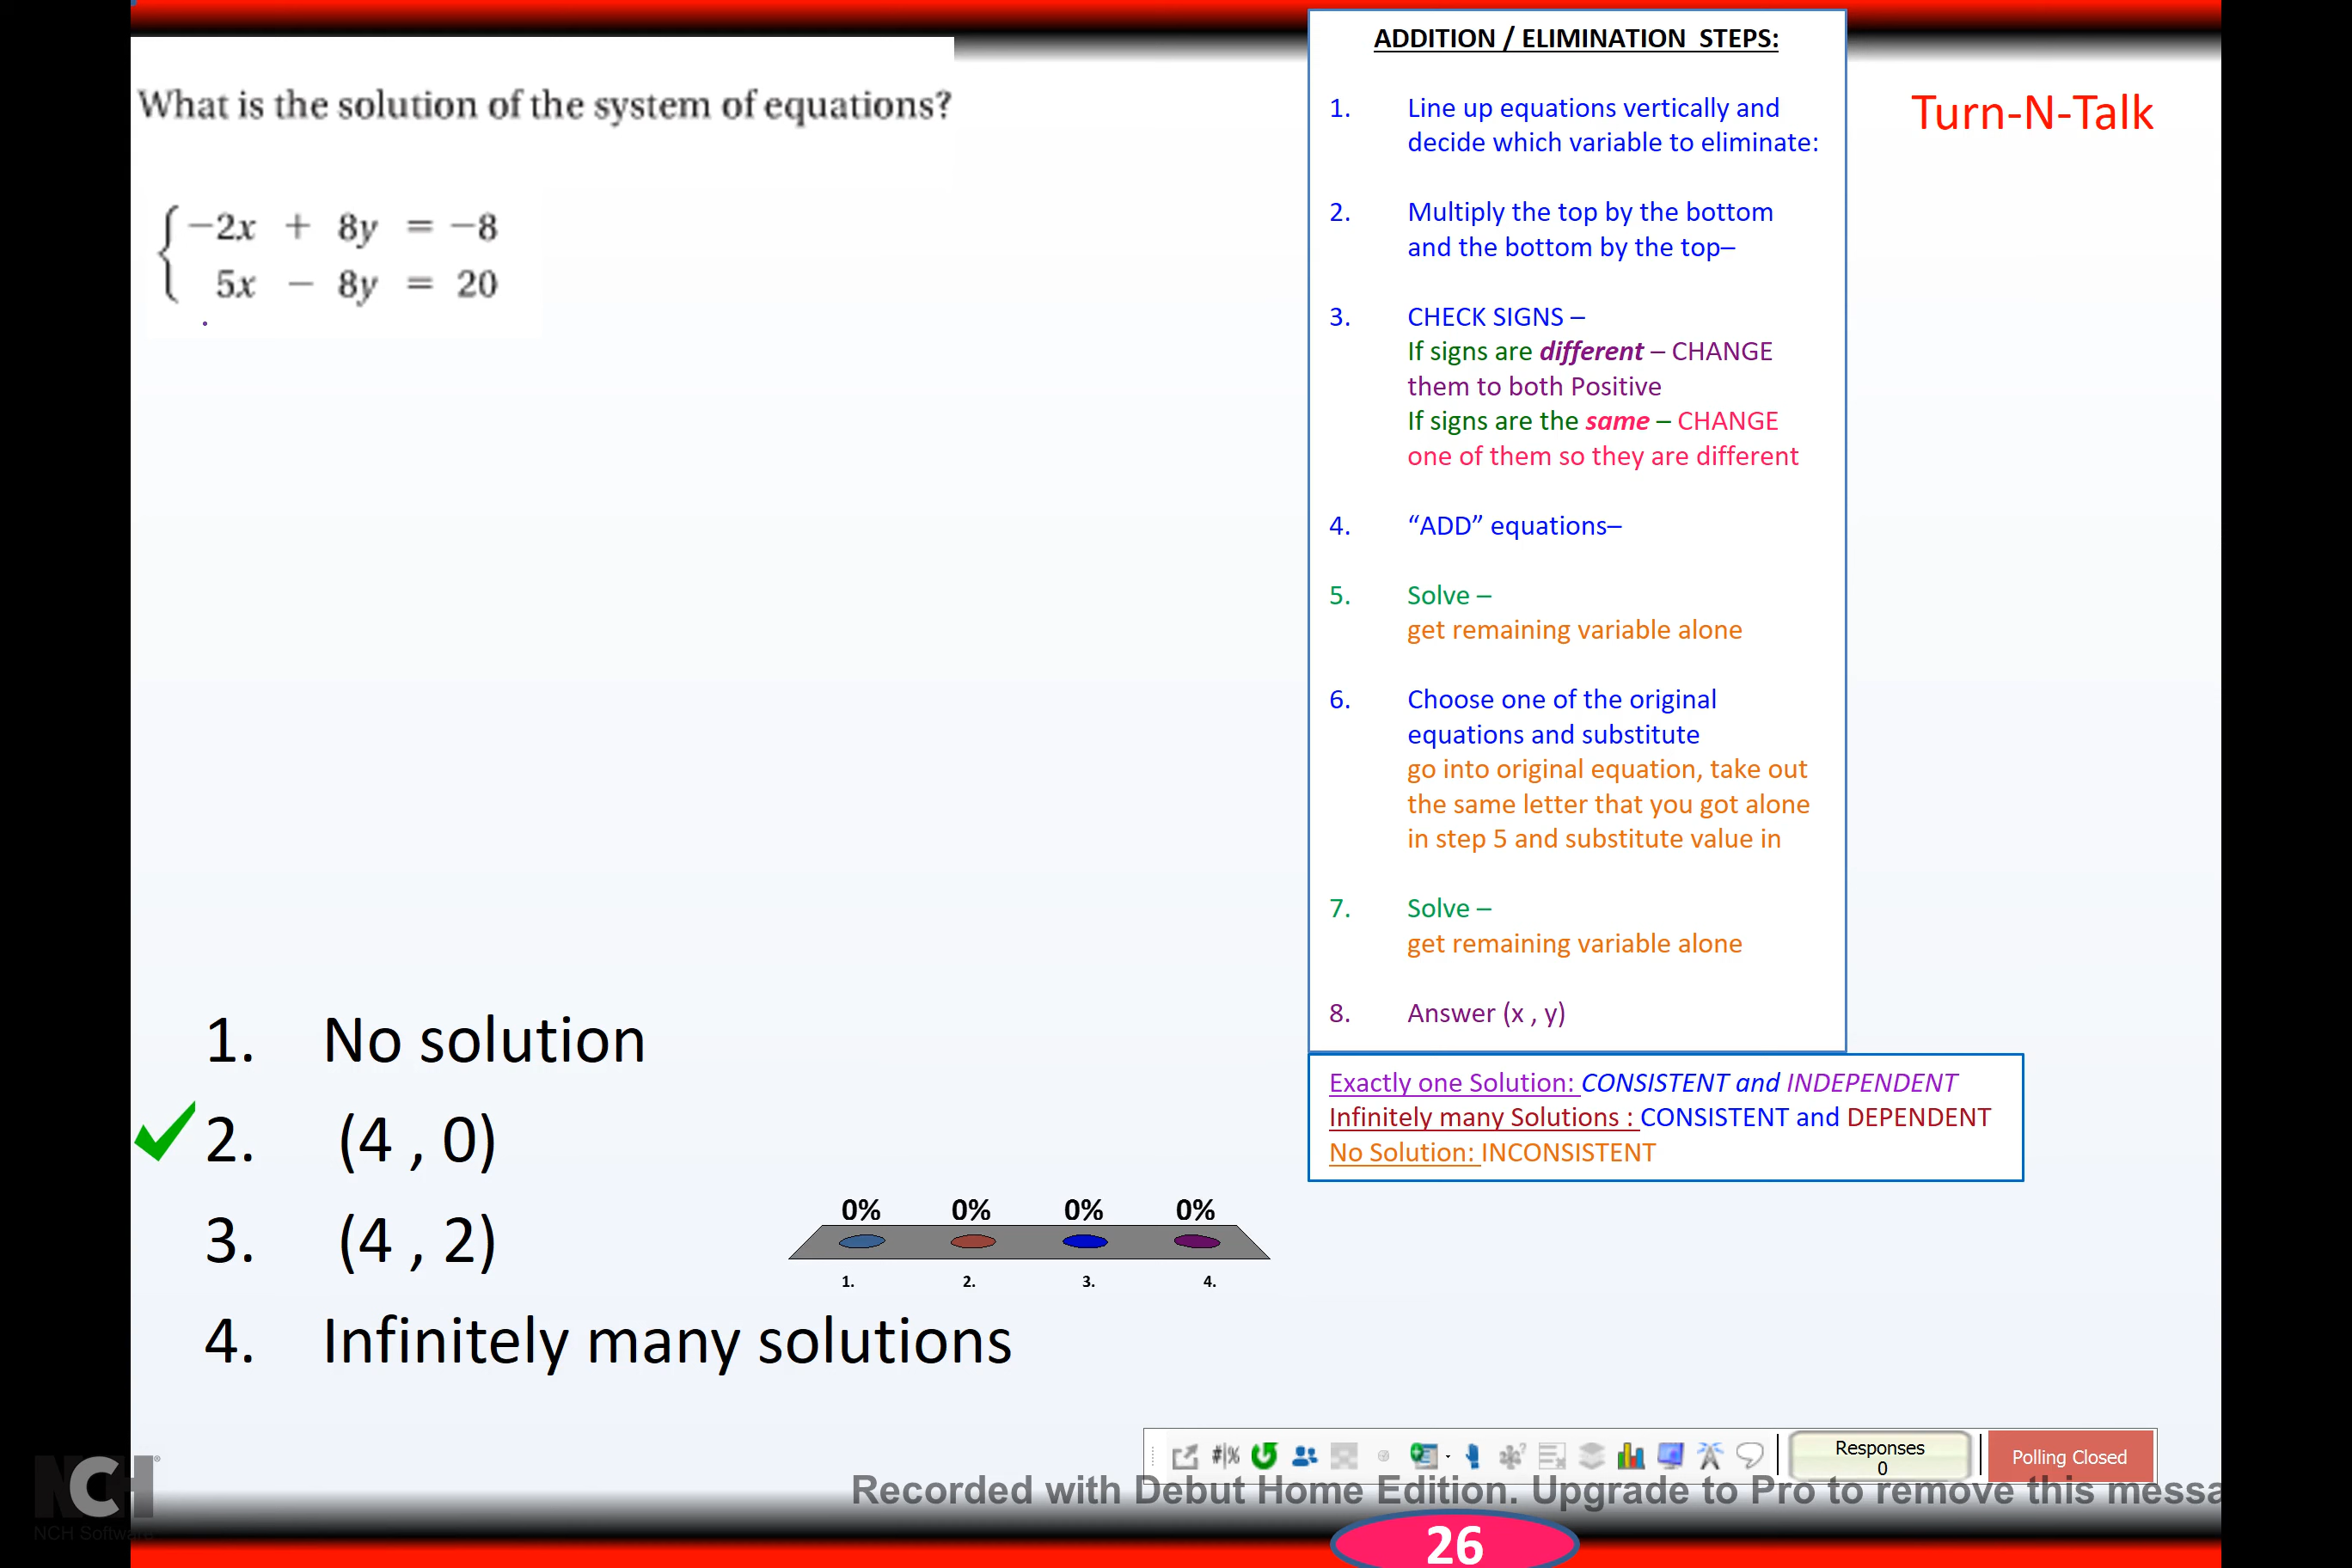 What is the solution of the system of equations?
−2x + 8y = −8
5x − 8y = 20
1. No solution
2. (4 , 0)
3. (4 , 2)
4. Infinitely many solutions
0% 0% 0% 0%
1. 2. 3. 4.
ADDITION / ELIMINATION STEPS:
1. Line up equations vertically and
decide which variable to eliminate:
2. Multiply the top by the bottom
and the bottom by the top–
3. CHECK SIGNS –
If signs are different – CHANGE
them to both Positive
If signs are the same – CHANGE
one of them so they are different
4. “ADD” equations–
5. Solve –
get remaining variable alone
6. Choose one of the original
equations and substitute
go into original equation, take out
the same letter that you got alone
in step 5 and substitute value in
7. Solve –
get remaining variable alone
8. Answer (x , y)
Exactly one Solution: CONSISTENT and INDEPENDENT
Infinitely many Solutions : CONSISTENT and DEPENDENT
No Solution: INCONSISTENT
Turn-N-Talk
#|%
Responses
0
Polling Closed
Recorded with Debut Home Edition. Upgrade to Pro to remove this messa
NCH
NCH Software
26